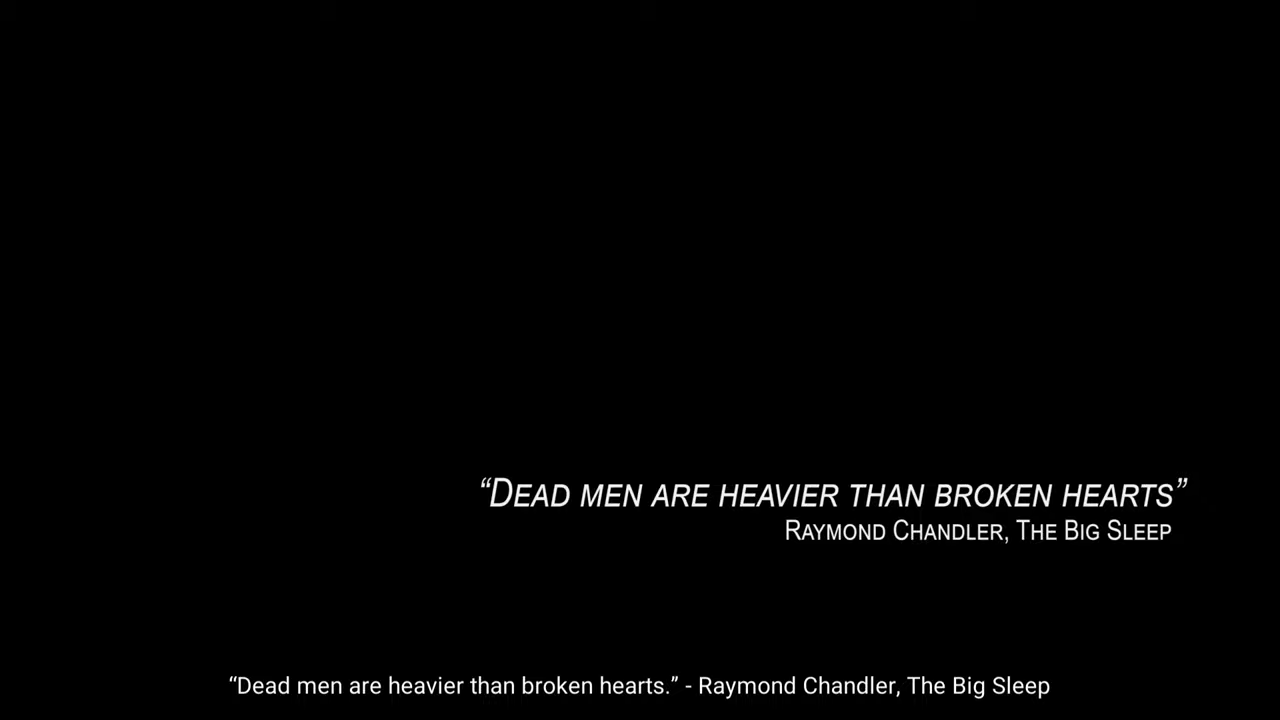 “Dead men are heavier than broken hearts”
Raymond Chandler, The Big Sleep
“Dead men are heavier than broken hearts.” - Raymond Chandler, The Big Sleep